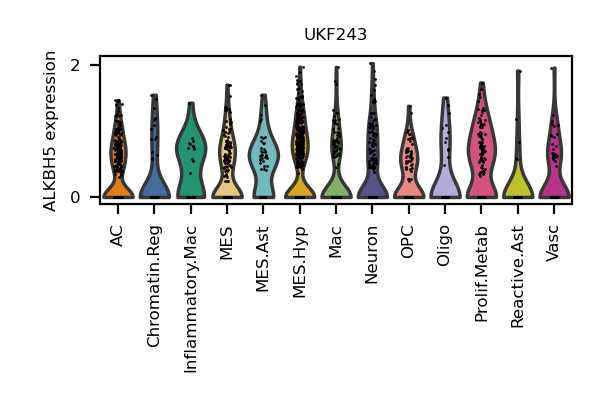 UKF243
ALKBH5 expression
2
0
AC
Chromatin.Reg
Inflammatory.Mac
MES
MES.Ast
MES.Hyp
Mac
Neuron
OPC
Oligo
Prolif.Metab
Reactive.Ast
Vasc